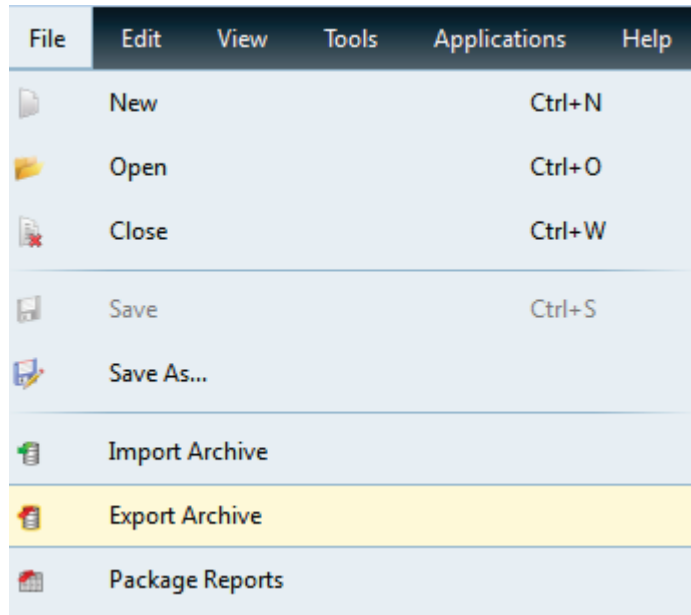 File Edit View Tools Applications Help
New Ctrl+N
Open Ctrl+O
Close Ctrl+W
Save Ctrl+S
Save As...
Import Archive
Export Archive
Package Reports